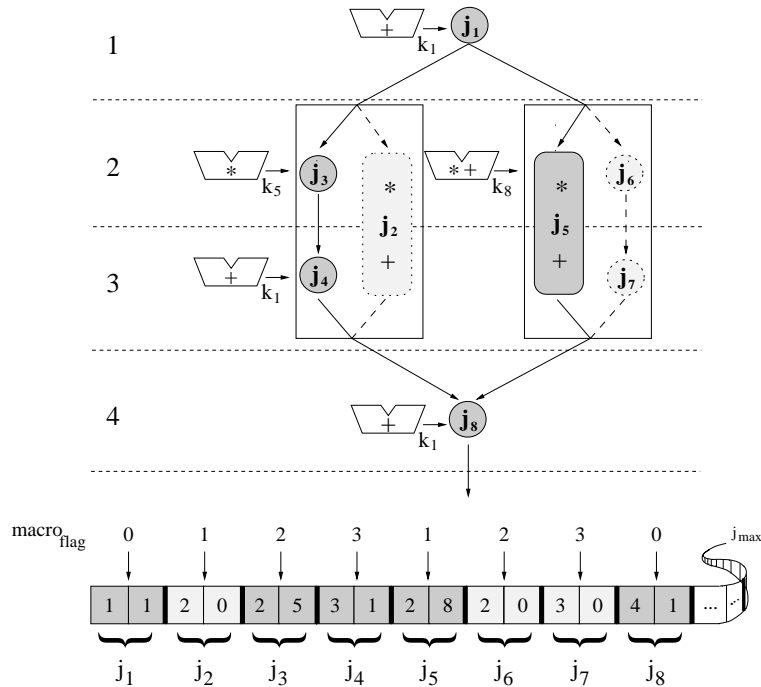 1
+
k1
j1
2
*
k5
j3
*
j2
+
* +
k8
*
j5
+
j6
3
+
k1
j4
j7
4
+
k1
j8
macro flag
0 1 2 3 1 2 3 0
jmax
1 1 2 0 2 5 3 1 2 8 2 0 3 0 4 1 ... ...
j1 j2 j3 j4 j5 j6 j7 j8